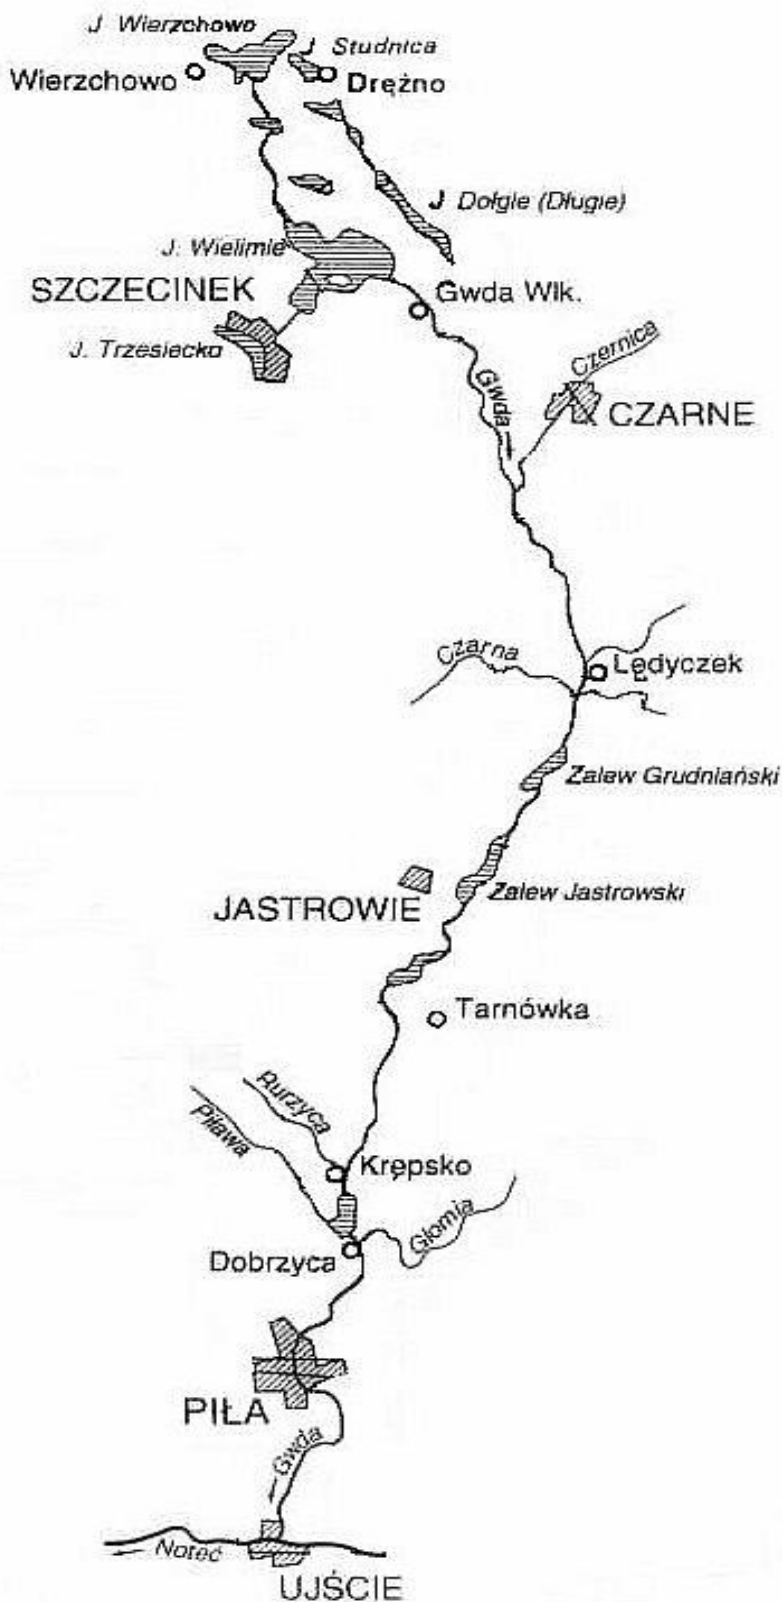 J Wierzchowo
J Studnica
Wierzchowo
Drężno
J Dołgie (Długie)
J. Wielimie
SZCZECINEK
Gwda Wlk.
J. Trzesiecko
Czernica
Gwda
CZARNE
Czarna
Lędyczek
Zalew Grudniański
JASTROWIE
Zalew Jastrowski
Tarnówka
Rurzyca
Piława
Krępsko
Głomia
Dobrzyca
PIŁA
Gwda
Noteć
UJŚCIE